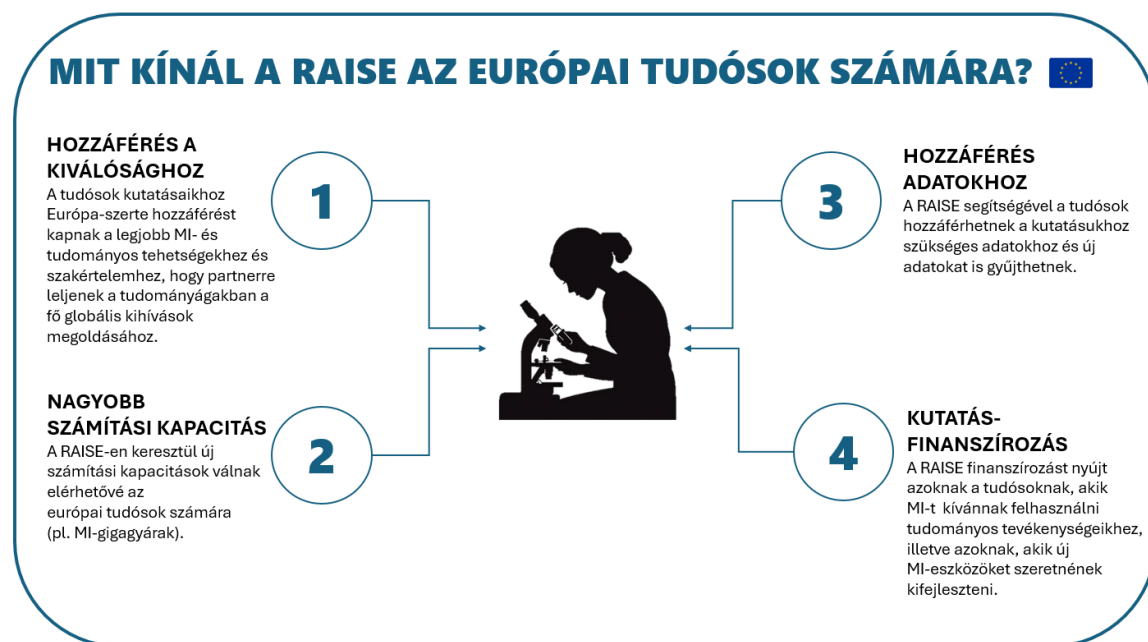 MIT KÍNÁL A RAISE AZ EURÓPAI TUDÓSOK SZÁMÁRA?
HOZZÁFÉRÉS A
KIVÁLÓSÁGHOZ
A tudósok kutatásaikhoz
Európa-szerte hozzáférést
kapnak a legjobb MI- és
tudományos tehetségekhez és
szakértelemhez, hogy partnerre
leljenek a tudományágakban a
fő globális kihívások
megoldásához.
1
NAGYOBB
SZÁMÍTÁSI KAPACITÁS
A RAISE-en keresztül új
számítási kapacitások válnak
elérhetővé az
európai tudósok számára
(pl. MI-gigagyárak).
2
3
HOZZÁFÉRÉS
ADATOKHOZ
A RAISE segítségével a tudósok
hozzáférhetnek a kutatásukhoz
szükséges adatokhoz és új
adatokat is gyűjthetnek.
4
KUTATÁS-
FINANSZÍROZÁS
A RAISE finanszírozást nyújt
azoknak a tudósoknak, akik
MI-t kívánnak felhasználni
tudományos tevékenységeikhez,
illetve azoknak, akik új
MI-eszközöket szeretnének
kifejleszteni.